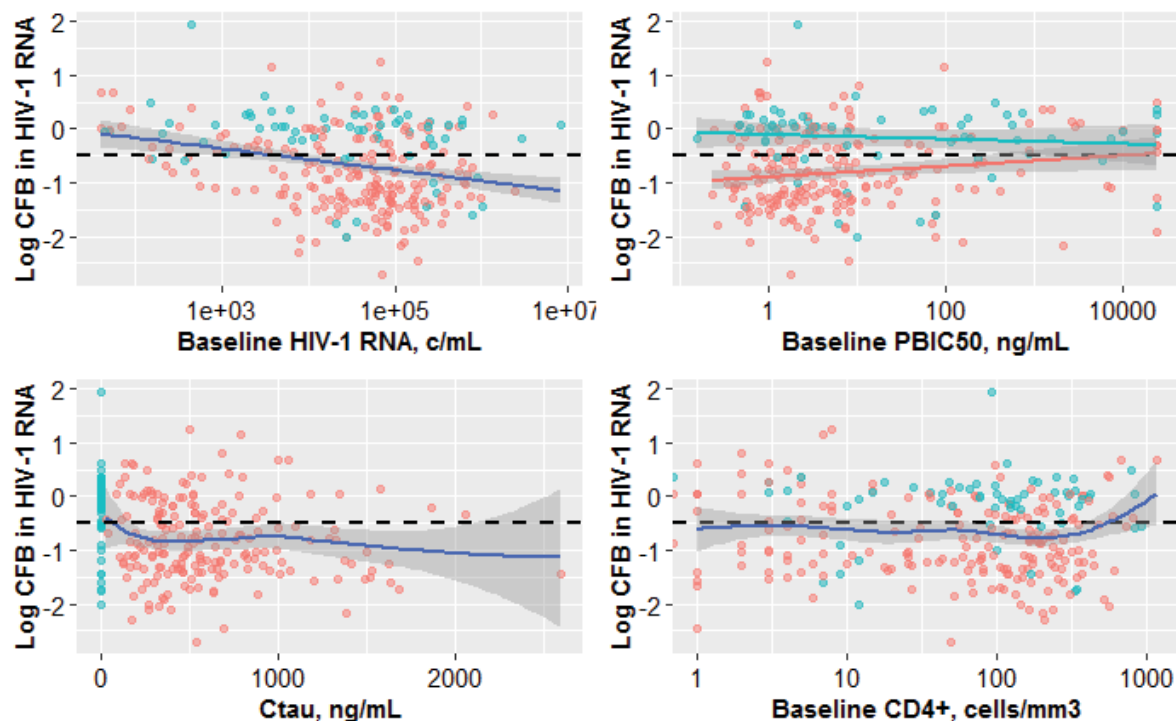 Log CFB in HIV-1 RNA
2
1
0
-1
-2
1e+03
1e+05
1e+07
Baseline HIV-1 RNA, c/mL
Log CFB in HIV-1 RNA
2
1
0
-1
-2
1
100
10000
Baseline PBIC50, ng/mL
Log CFB in HIV-1 RNA
2
1
0
-1
-2
0
1000
2000
Ctau, ng/mL
Log CFB in HIV-1 RNA
2
1
0
-1
-2
1
10
100
1000
Baseline CD4+, cells/mm3